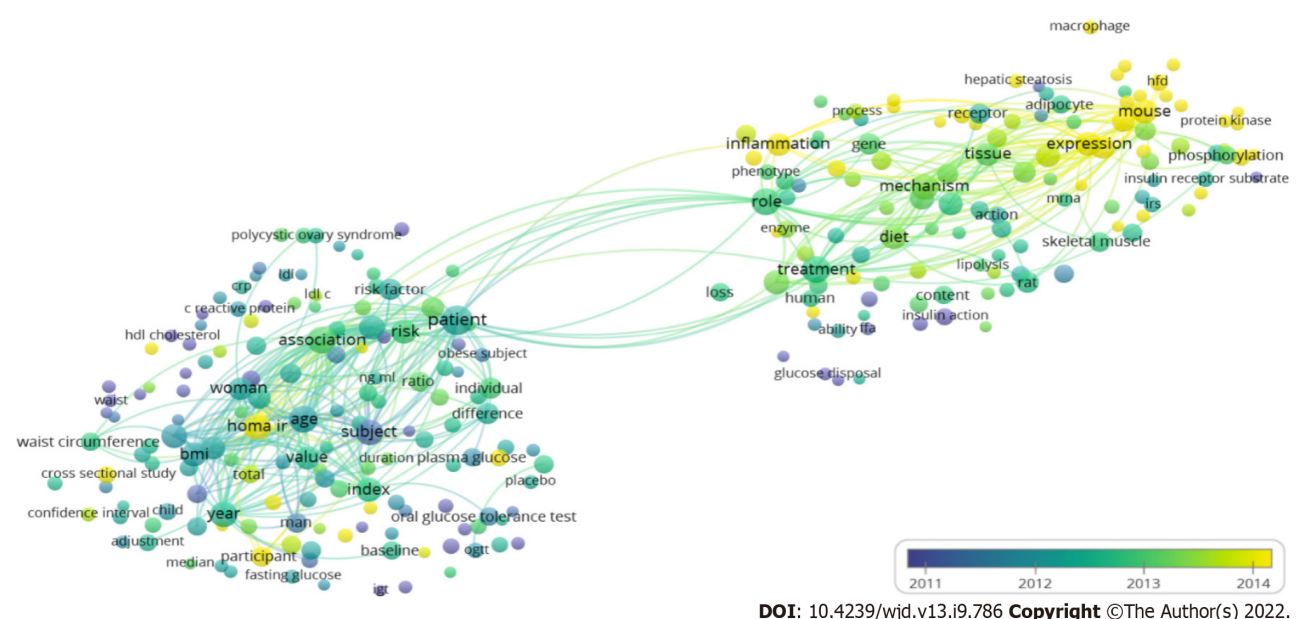 macrophage
hepatic steatosis
hfd
process
receptor
adipocyte
mouse
protein kinase
inflammation
gene
tissue
expression
phosphorylation
phenotype
mechanism
insulin receptor substrate
role
mrna
irs
action
enzyme
diet
skeletal muscle
treatment
lipolysis
rat
loss
human
content
insulin action
ability
ffa
glucose disposal
polycystic ovary syndrome
ldl
crp
ldl c
risk factor
c reactive protein
patient
hdl cholesterol
association
risk
obese subject
woman
ng ml
ratio
individual
waist
homa ir
age
subject
difference
waist circumference
bmi
value
duration
plasma glucose
cross sectional study
total
index
placebo
confidence interval
child
year
man
oral glucose tolerance test
adjustment
median
participant
baseline
ogtt
fasting glucose
igt
2011
2012
2013
2014
DOI: 10.4239/wjd.v13.i9.786 Copyright ©The Author(s) 2022.